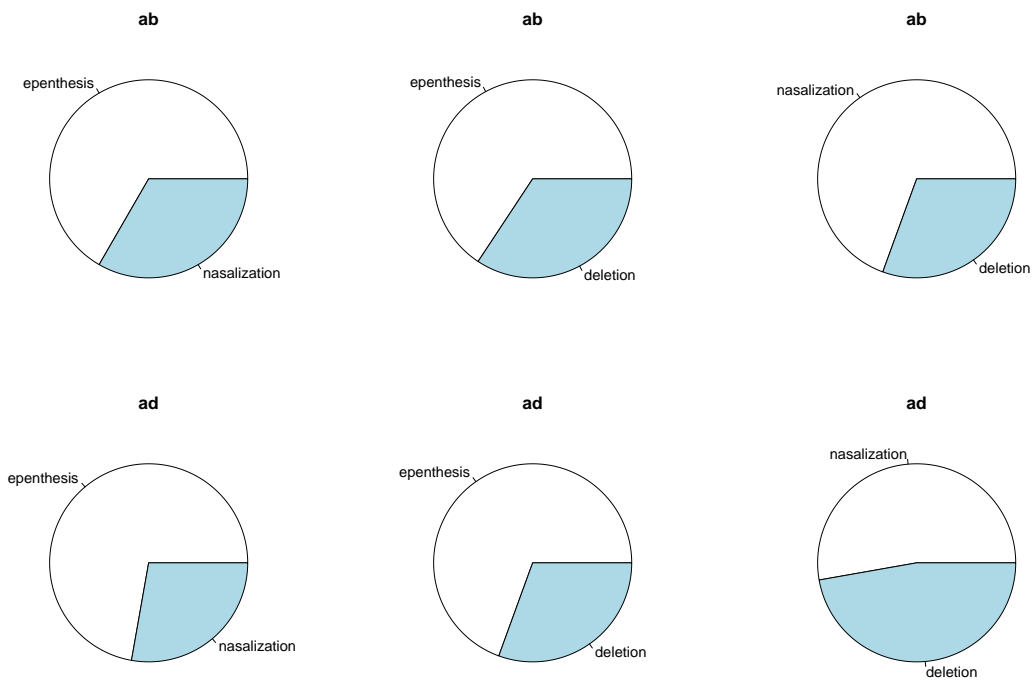 ab
epenthesis
nasalization
ab
epenthesis
deletion
ab
nasalization
deletion
ad
epenthesis
nasalization
ad
epenthesis
deletion
ad
nasalization
deletion